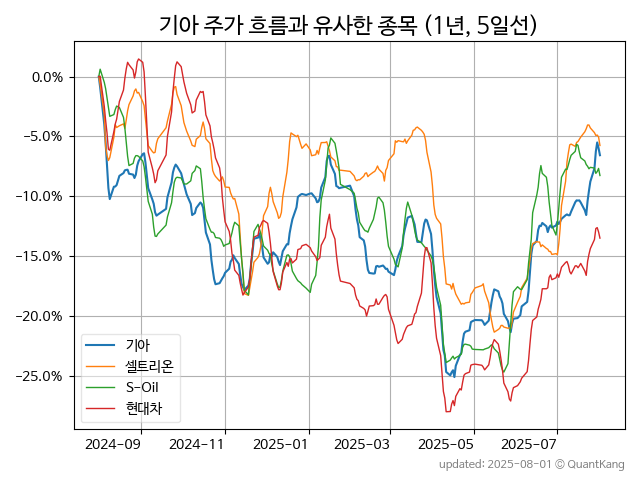 기아 주가 흐름과 유사한 종목 (1년, 5일선)
0.0%
-5.0%
-10.0%
-15.0%
-20.0%
-25.0%
기아
셀트리온
S-Oil
현대차
2024-09 2024-11 2025-01 2025-03 2025-05 2025-07
updated: 2025-08-01 © QuantKang